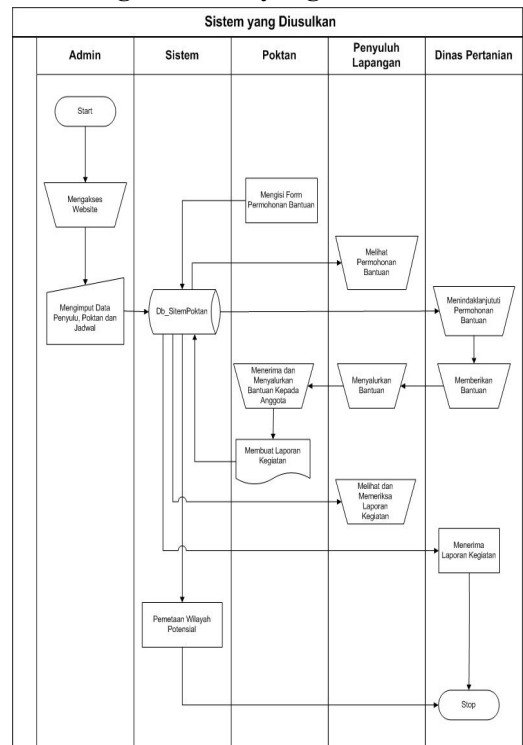 Sistem yang Diusulkan
Admin
Sistem
Poktan
Penyuluh
Lapangan
Dinas Pertanian
Start
Mengakses
Website
Mengisi Form
Permohonan Bantuan
Melihat
Permohonan
Bantuan
Mengimput Data
Penyulu, Poktan dan
Jadwal
Db_SitemPoktan
Menindaklanjututi
Permohonan
Bantuan
Menerima dan
Menyalurkan
Bantuan Kepada
Anggota
Menyalurkan
Bantuan
Memberikan
Bantuan
Membuat Laporan
Kegiatan
Melihat dan
Memeriksa
Laporan
Kegiatan
Menerima
Laporan Kegiatan
Pemetaan Wilayah
Potensial
Stop